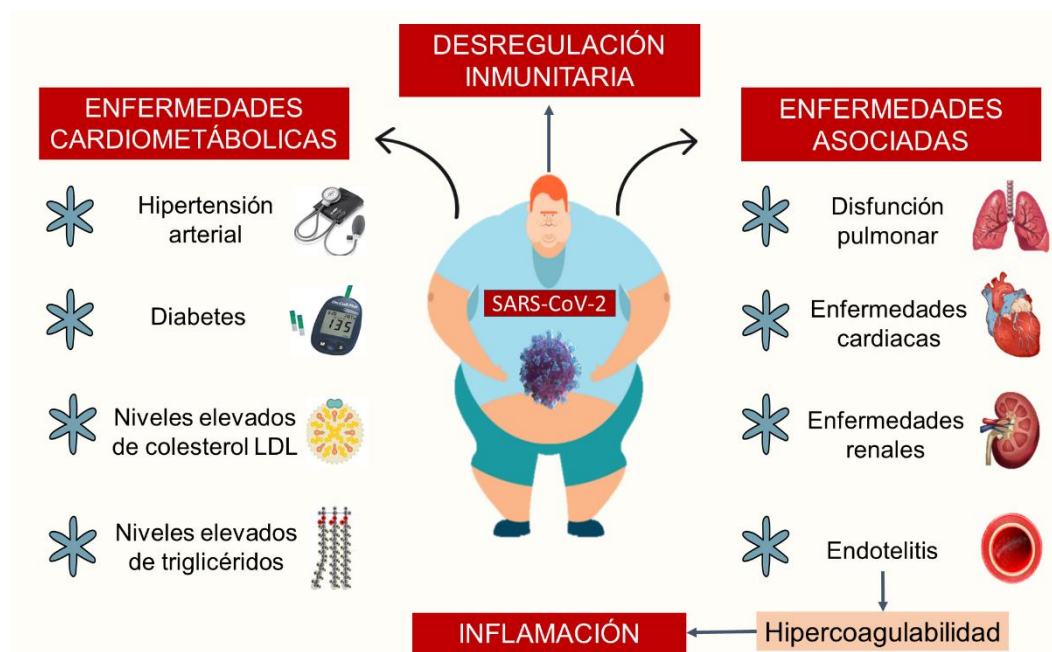 DESREGULACIÓN
INMUNITARIA
ENFERMEDADES
CARDIOMETÁBOLICAS
ENFERMEDADES
ASOCIADAS
Hipertensión
arterial
Diabetes
135
Niveles elevados
de colesterol LDL
Niveles elevados
de triglicéridos
SARS-CoV-2
Disfunción
pulmonar
Enfermedades
cardiacas
Enfermedades
renales
Endotelitis
Hipercoagulabilidad
INFLAMACIÓN